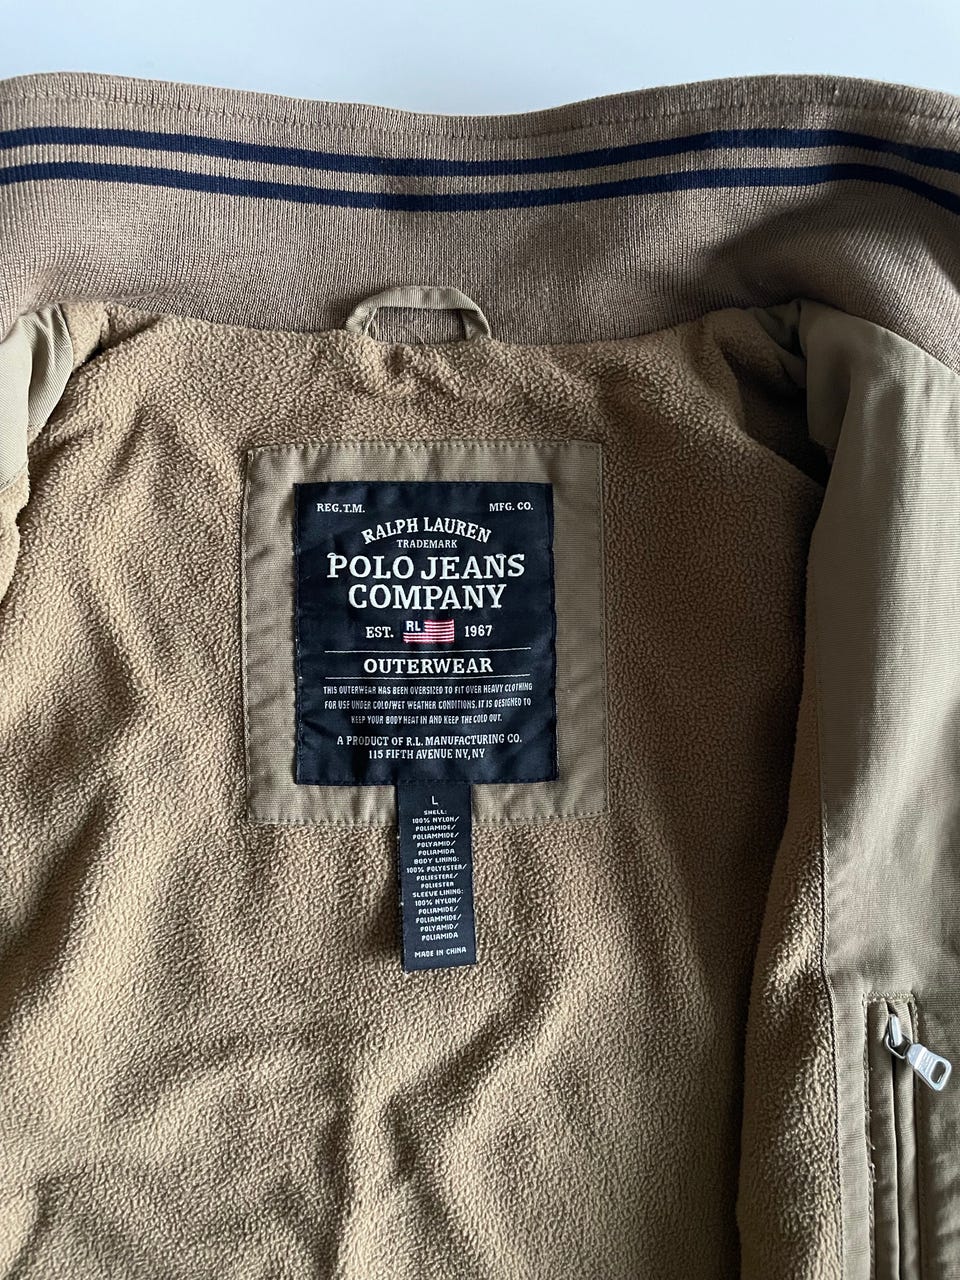 REG.T.M. MFG. CO.
RALPH LAUREN
TRADEMARK
POLO JEANS
COMPANY
EST. RL 1967
OUTERWEAR
THIS OUTERWEAR HAS BEEN OVERSIZED TO FIT OVER HEAVY CLOTHING
FOR USE UNDER COLD/WET WEATHER CONDITIONS. IT IS DESIGNED TO
KEEP YOUR BODY HEAT IN AND KEEP THE COLD OUT.
A PRODUCT OF R.L. MANUFACTURING CO.
115 FIFTH AVENUE NY, NY
L
SHELL:
100% NYLON/
POLIAMIDE/
POLIAMMIDE/
POLYAMID/
POLIAMIDA
BODY LINING:
100% POLYESTER/
POLIESTERE/
POLIESTER
SLEEVE LINING:
100% NYLON/
POLIAMIDE/
POLIAMMIDE/
POLYAMID/
POLIAMIDA
MADE IN CHINA